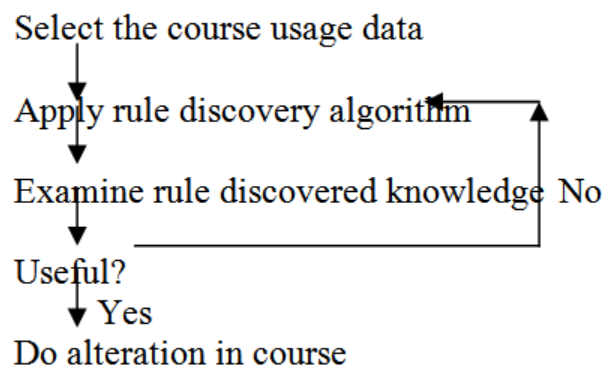 Select the course usage data
Apply rule discovery algorithm
Examine rule discovered knowledge No
Useful?
Yes
Do alteration in course